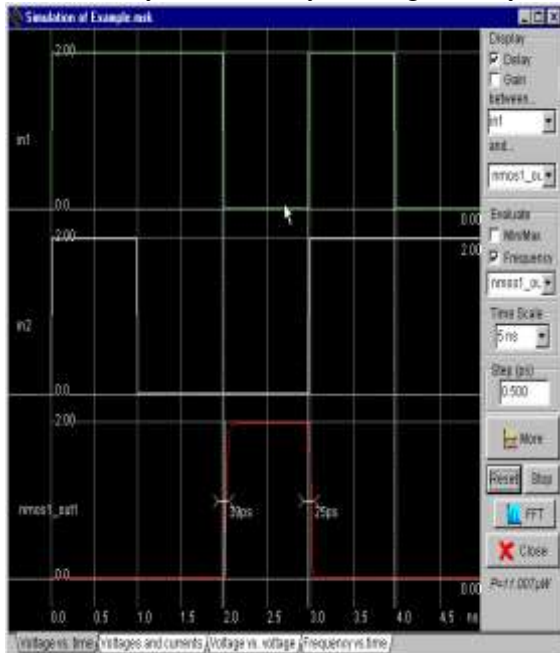 Simulation of Example.msk
Display
Delay
Gain
between...
in1
and...
nmos1_ou
Evaluate
Min/Max
Frequency
nmos1_ou
Time Scale
5 ns
Step (ps)
0.500
More
Reset Stop
FFT
Close
P=11.007µW
2.00
in1
0.0
0.00
2.00
2.00
in2
0.0
2.00
39ps 25ps
nmos1_out1
0.0
0.00
0.0 0.5 1.0 1.5 2.0 2.5 3.0 3.5 4.0 4.5 ns
Voltage vs. time Voltages and currents Voltage vs. voltage Frequency vs. time